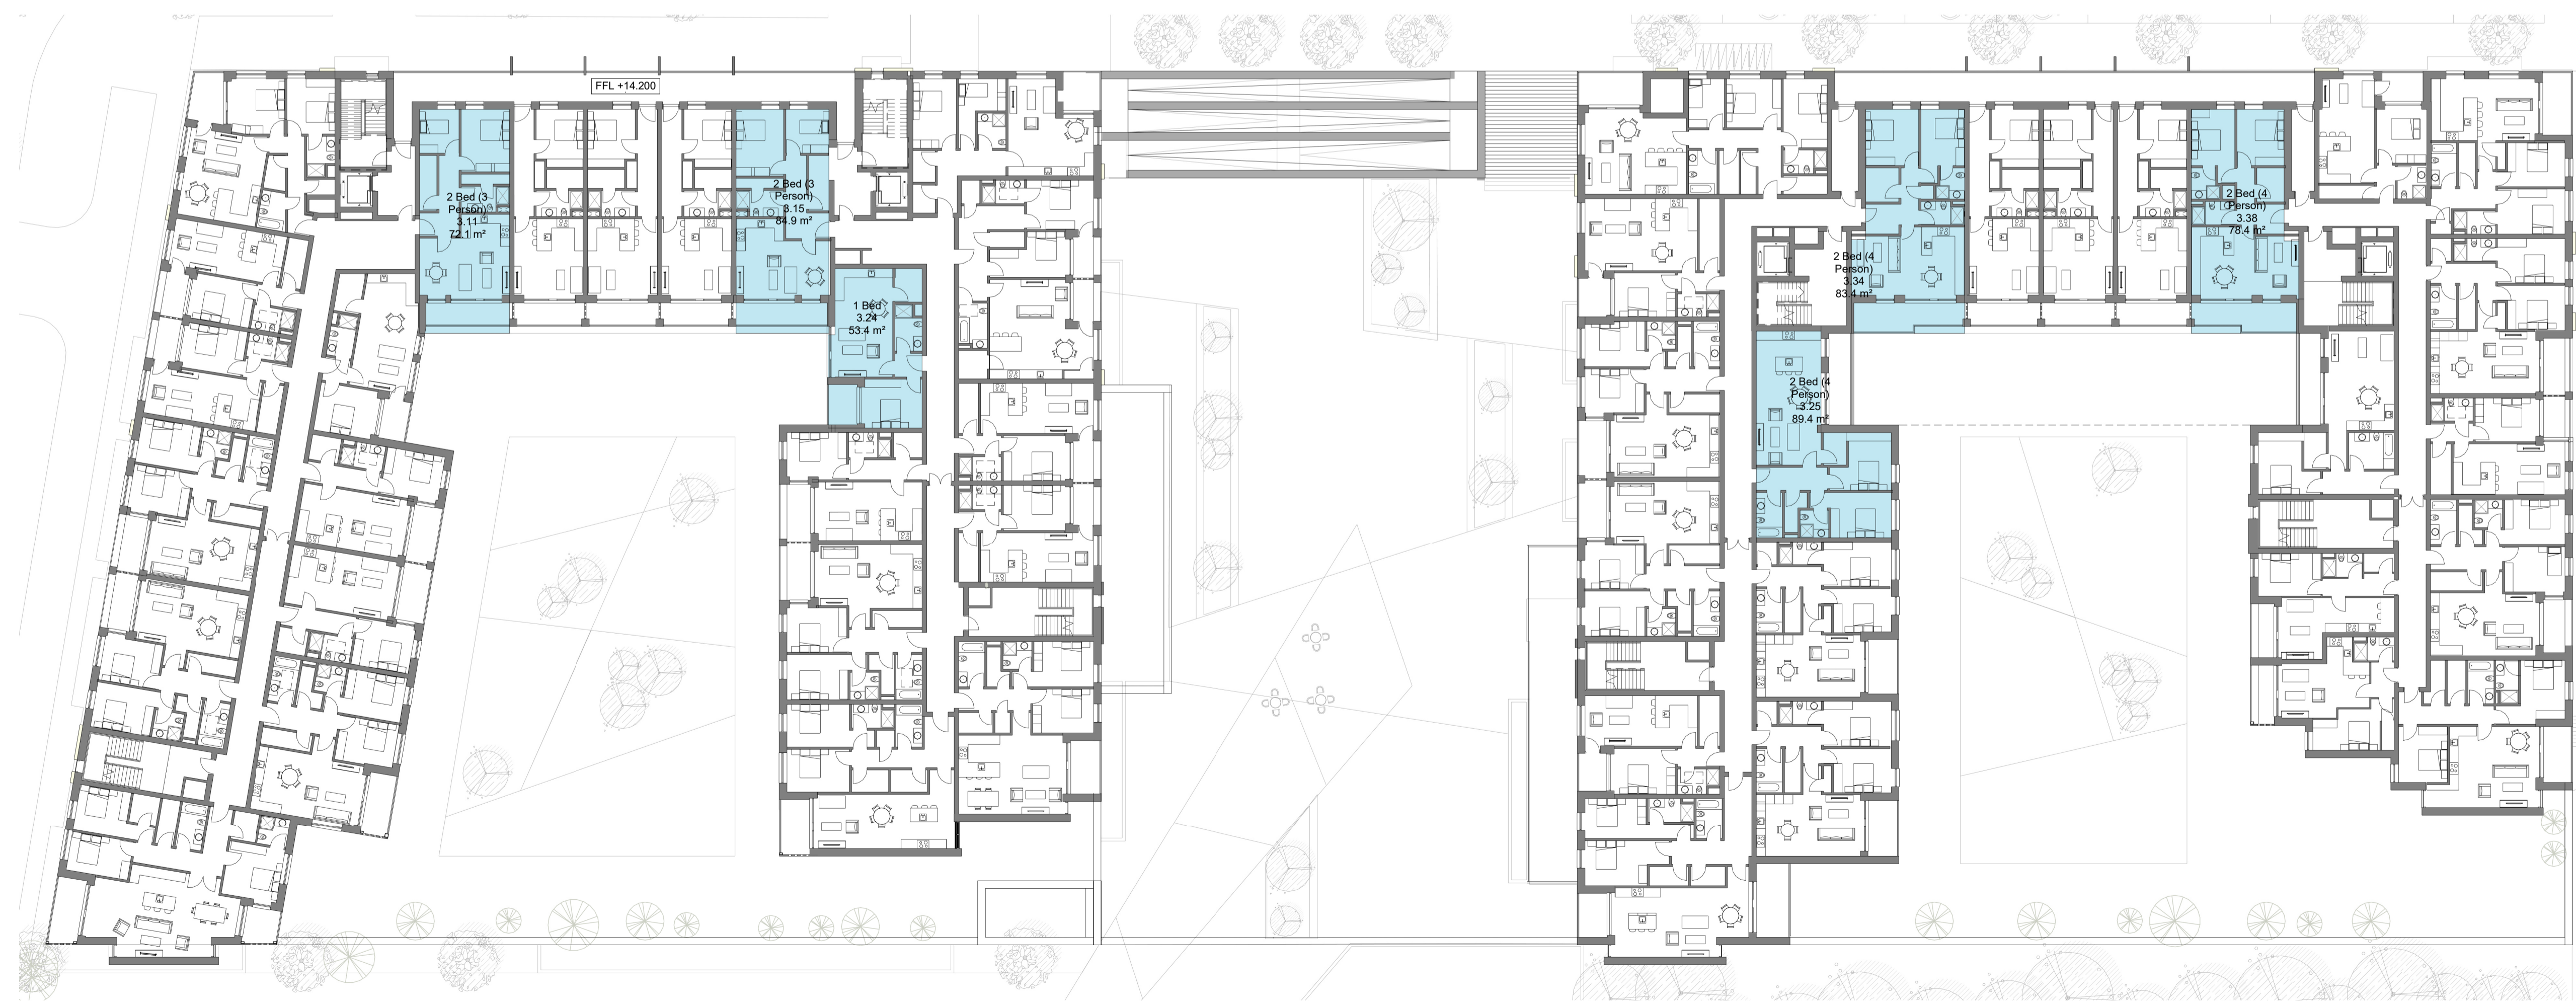 FFL +14.200
2 Bed (3
Person)
3.11
72.1 m²
2 Bed (3
Person)
3.15
84.9 m²
1 Bed
3.24
53.4 m²
2 Bed (4
Person)
3.34
83.4 m²
2 Bed (4
Person)
3.38
78.4 m²
2 Bed (4
Person)
3.25
89.4 m²